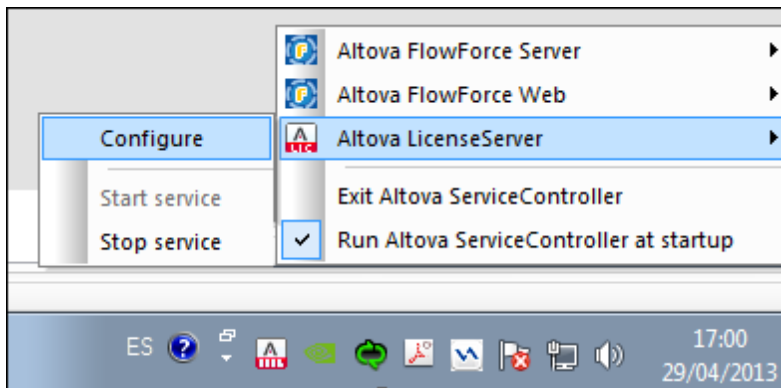 Altova FlowForce Server
Altova FlowForce Web
Altova LicenseServer
Exit Altova ServiceController
Run Altova ServiceController at startup
Configure
Start service
Stop service
A
LIC
ES
17:00
29/04/2013